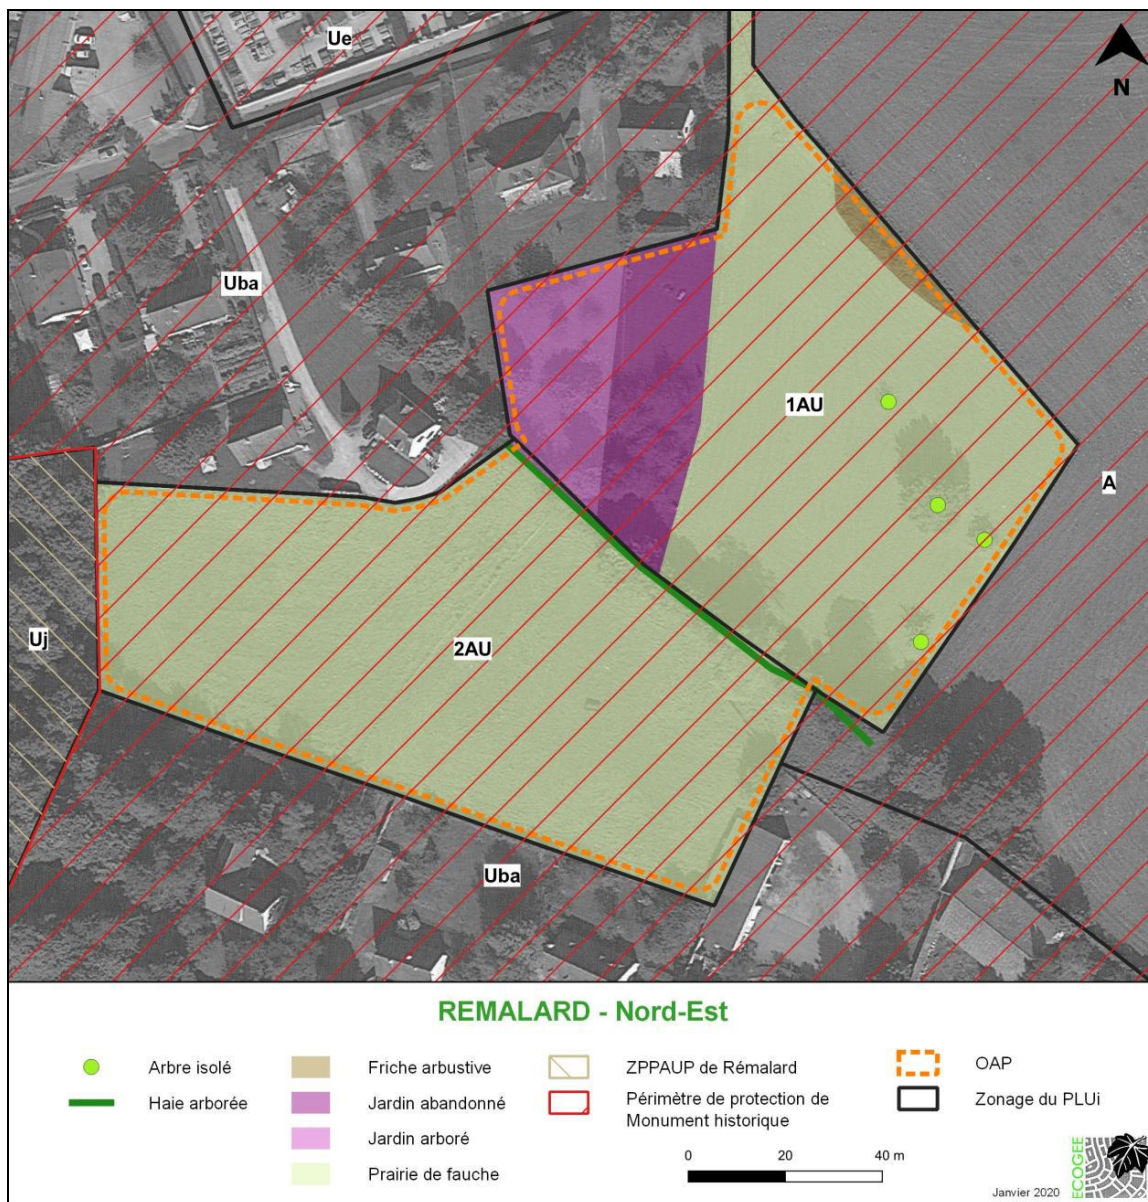 Ue
N
Uba
1AU
A
Uj
2AU
Uba
REMALARD - Nord-Est
Arbre isolé
Haie arborée
Friche arbustive
Jardin abandonné
Jardin arboré
Prairie de fauche
ZPPAUP de Rémalard
Périmètre de protection de
Monument historique
0 20 40 m
OAP
Zonage du PLUi
Janvier 2020
ECOGEE